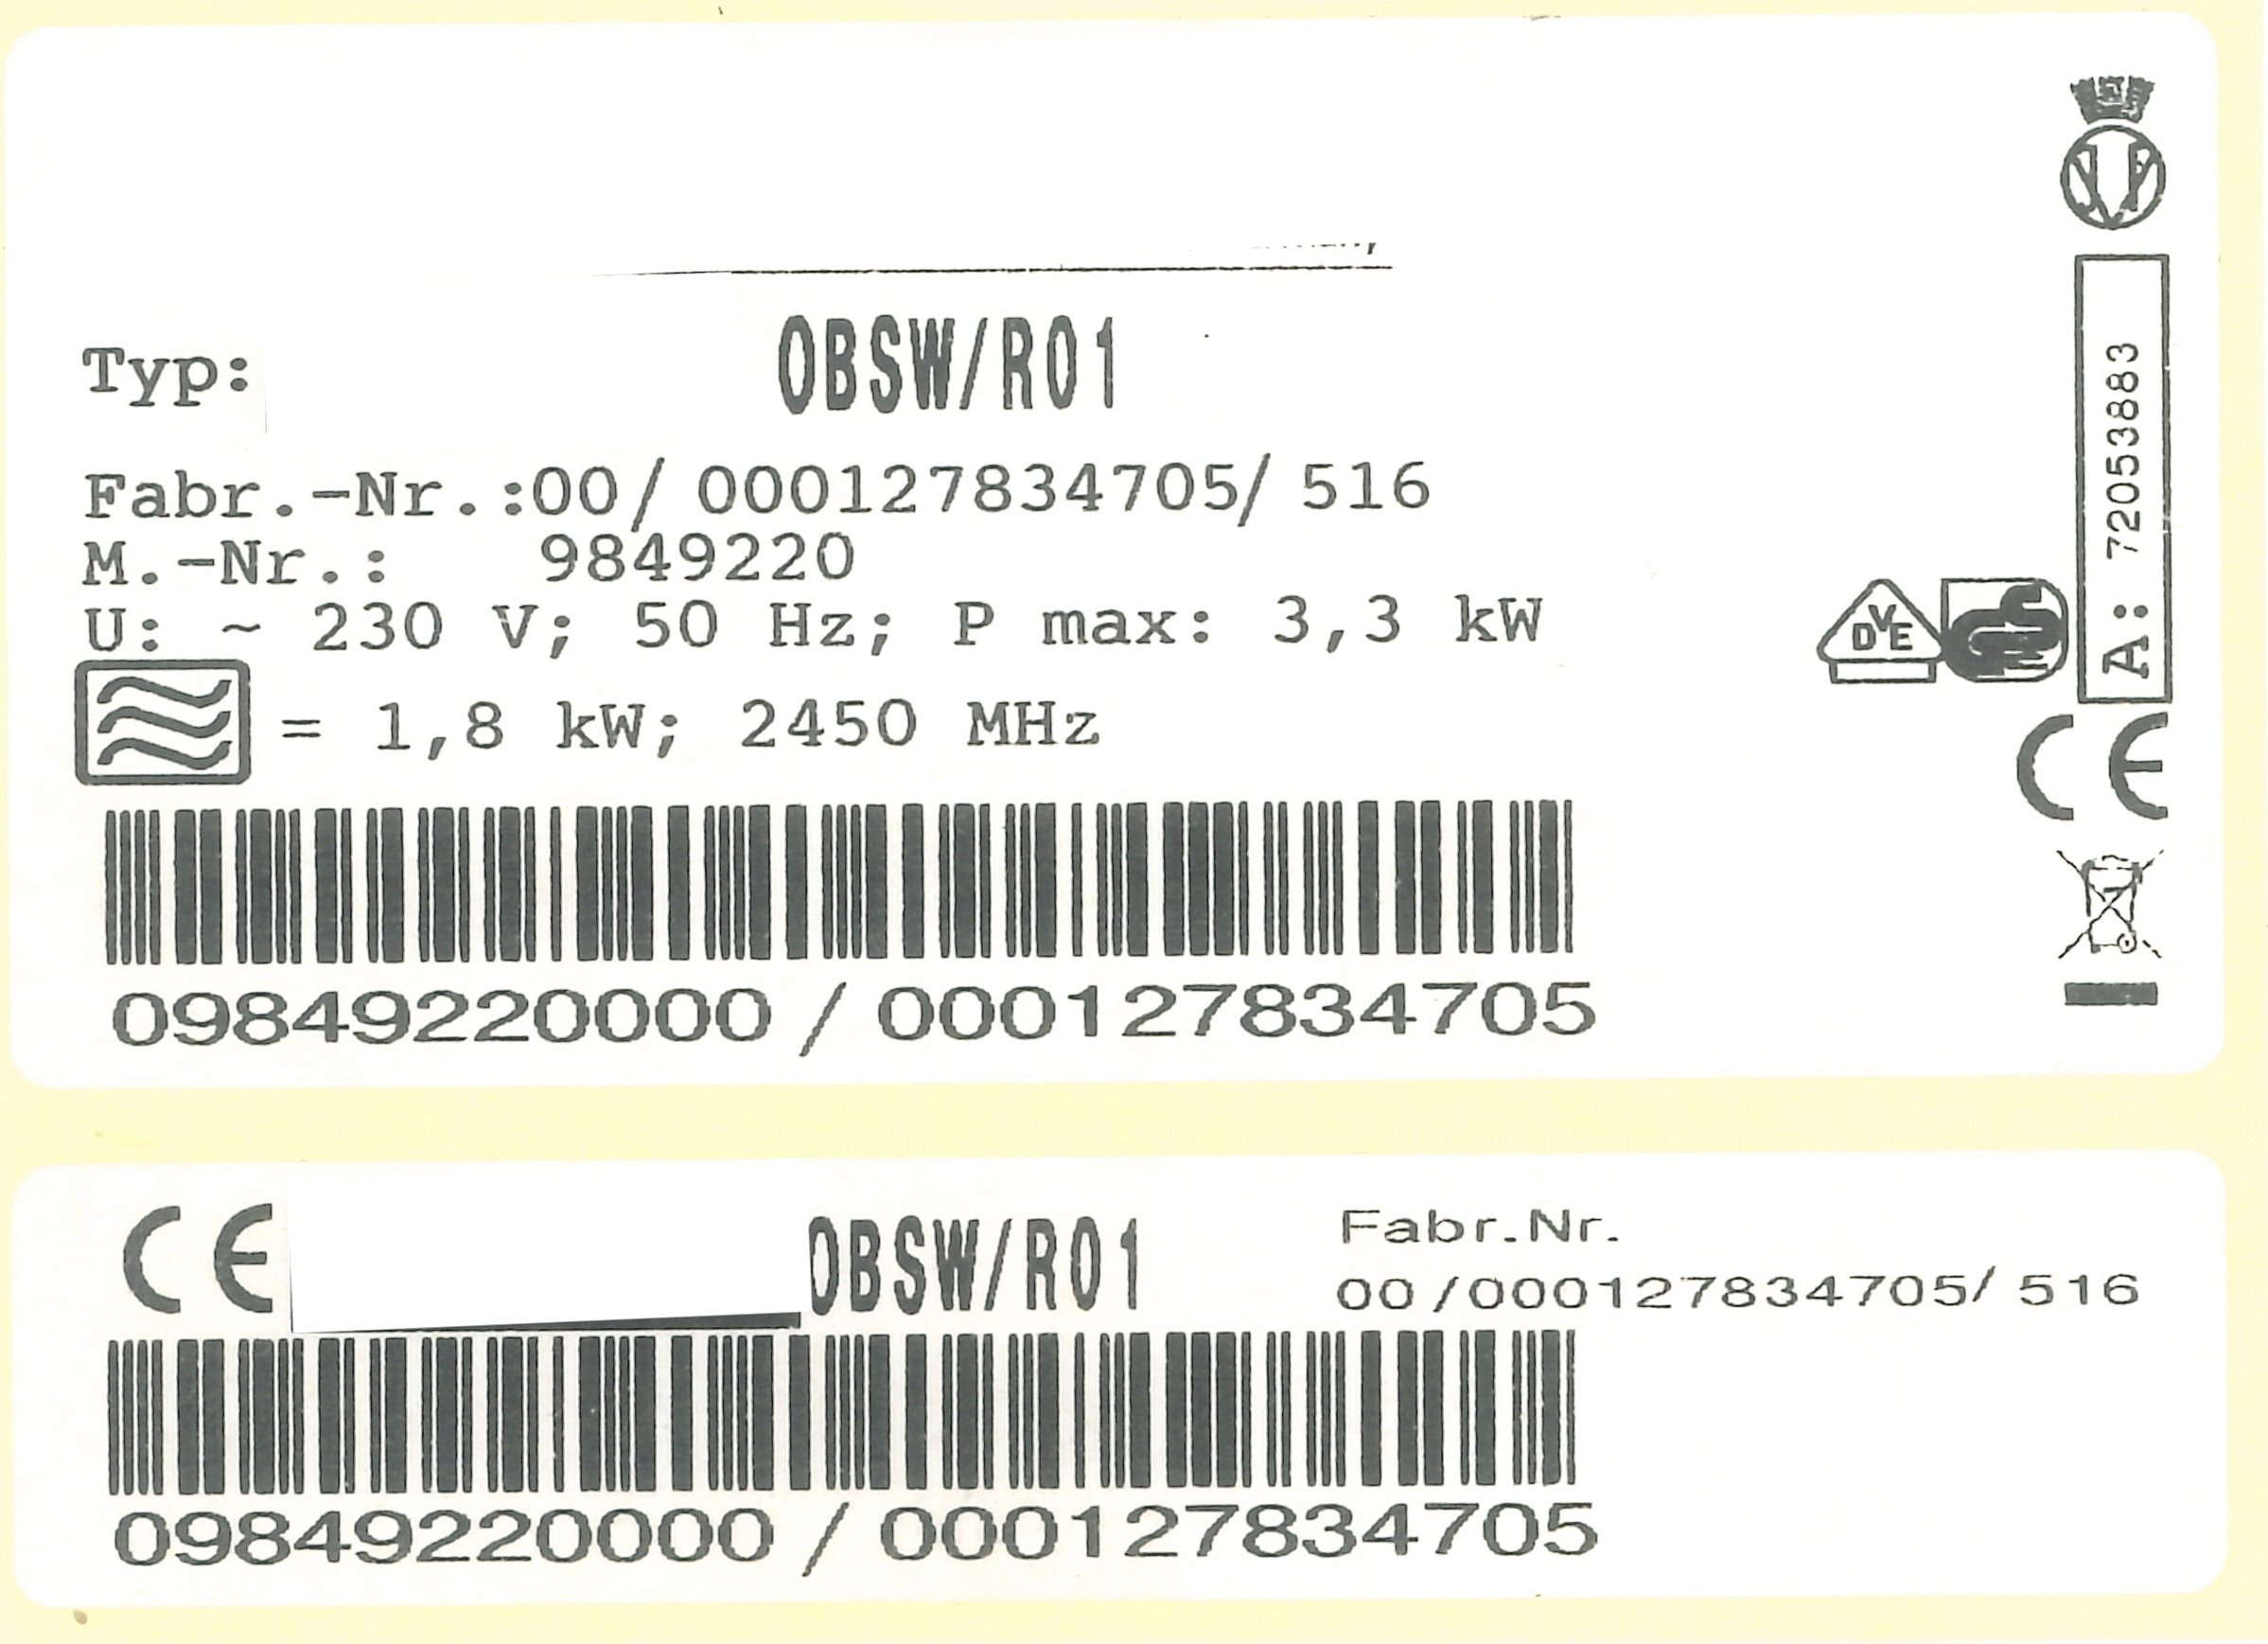 Typ: OBSW/R01
Fabr.-Nr.:00/ 000127834705/ 516
M.-Nr.: 9849220
U: ~ 230 V; 50 Hz; P max: 3,3 kW
= 1,8 kW; 2450 MHz
09849220000 / 000127834705
A: 72053883
DVE
CE
CE OBSW/R01
Fabr.Nr.
00 /000127834705/ 516
09849220000 / 000127834705